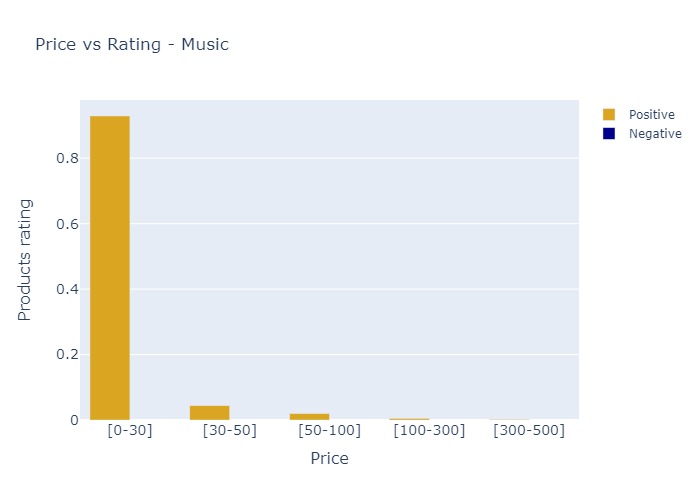 Price vs Rating - Music
Positive
Negative
Products rating
0.8
0.6
0.4
0.2
0
[0-30]
[30-50]
[50-100]
[100-300]
[300-500]
Price